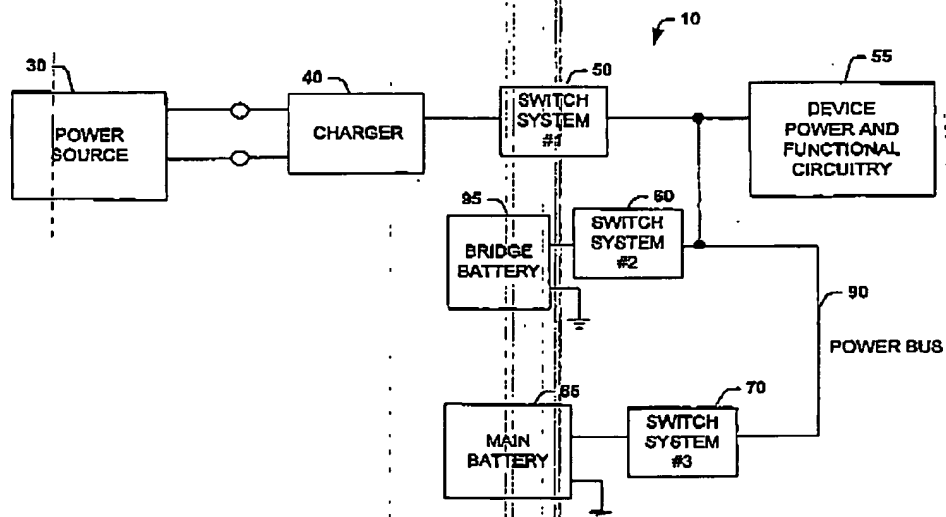 10
30
POWER
SOURCE
40
CHARGER
50
SWITCH
SYSTEM
#1
55
DEVICE
POWER AND
FUNCTIONAL
CIRCUITRY
95
BRIDGE
BATTERY
60
SWITCH
SYSTEM
#2
90
POWER BUS
65
MAIN
BATTERY
70
SWITCH
SYSTEM
#3